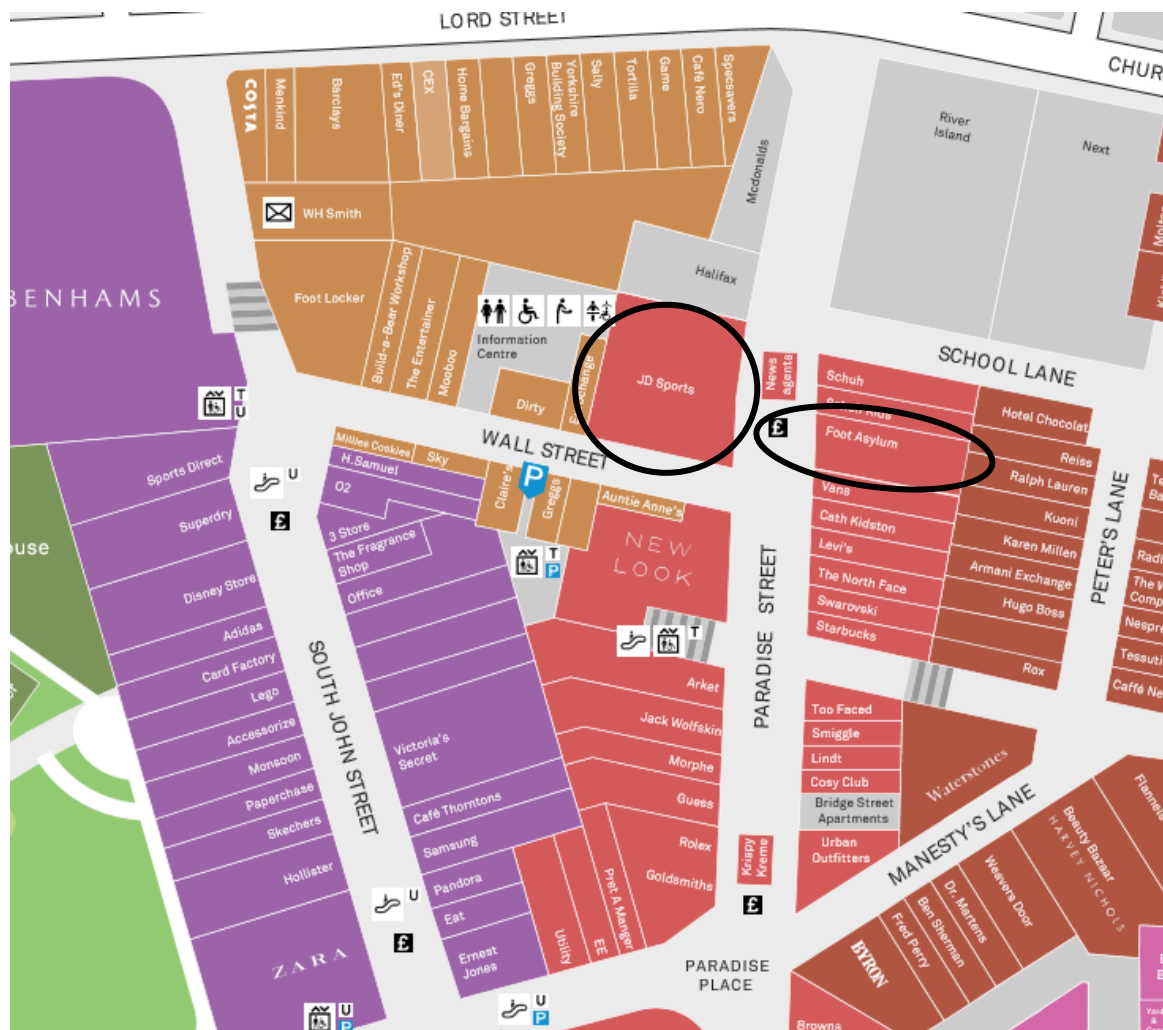 LORD STREET
CHUR
COSTA
Menkind
Barclays
Ed's Diner
CEX
Home Bargains
Greggs
Yorkshire
Building Society
Sally
Tortilla
Game
Café Nero
Specsavers
Mcdonalds
River
Island
Next
WH Smith
Halifax
BENHAMS
Foot Locker
Build-a-Bear Workshop
The Entertainer
Mooboo
Information
Centre
Dirty
JD Sports
News
agents
£
SCHOOL LANE
Schuh
Foot Asylum
Vans
Cath Kidston
Levi's
The North Face
Swarovski
Starbucks
Hotel Chocolat
Reiss
Ralph Lauren
Kuoni
Karen Millen
Armani Exchange
Hugo Boss
Rox
PETER'S LANE
Nespre
Tessuti
Caffé Ne
WALL STREET
T
U
Millies Cookies
Sky
H.Samuel
O2
3 Store
The Fragrance
Shop
Office
Claire's
P
Greggs
Auntie Anne's
T
P
NEW
LOOK
T
U
£
Sports Direct
Superdry
Disney Store
Adidas
Card Factory
Lego
Accessorize
Monsoon
Paperchase
Skechers
Hollister
ZARA
ouse
SOUTH JOHN STREET
Victoria's
Secret
Café Thorntons
Samsung
Pandora
Eat
Ernest
Jones
U
£
U
P
U
P
PARADISE STREET
Arket
Jack Wolfskin
Morphe
Guess
Rolex
Goldsmiths
Pret A Manger
EE
Utility
Too Faced
Smiggle
Lindt
Cosy Club
Bridge Street
Apartments
Urban
Outfitters
Waterstones
Krispy
Kreme
£
MANESTY'S LANE
PARADISE
PLACE
BYRON
Fred Perry
Ben Sherman
Dr. Martens
Weavers Door
Beauty Bazaar
HARVEY NICHOLS
Flannels
Browns